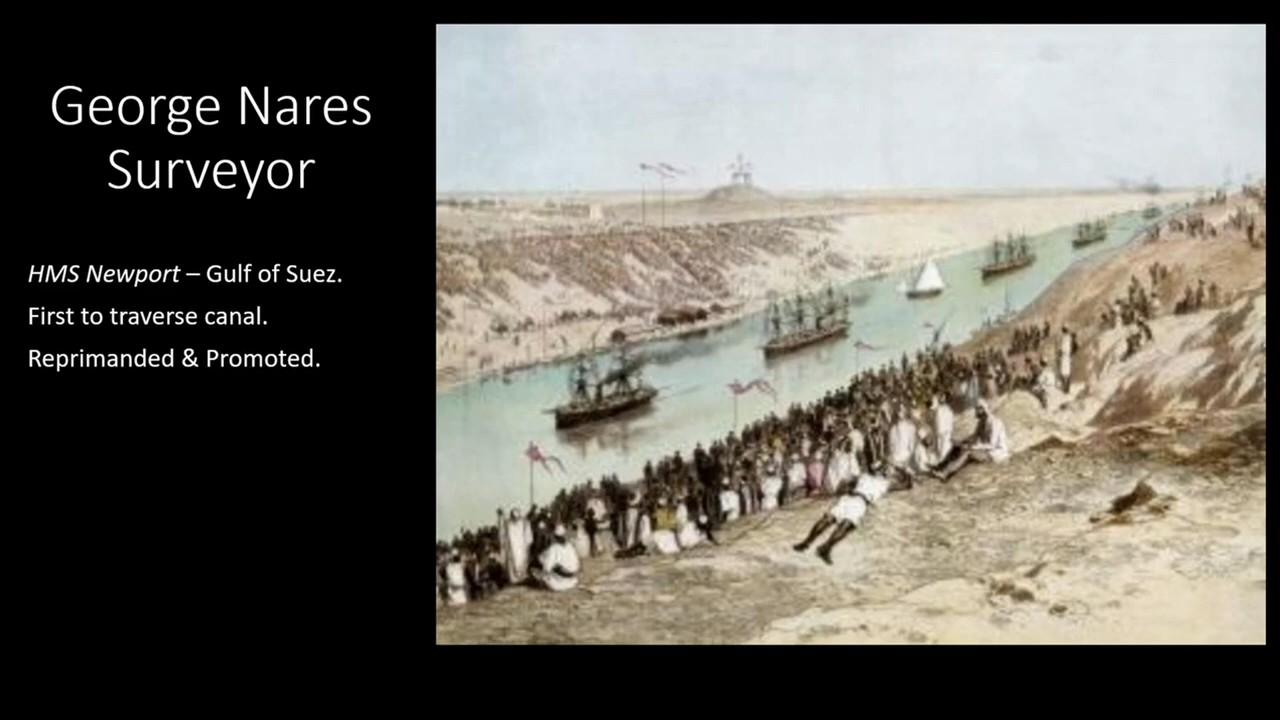 George Nares
Surveyor
HMS Newport – Gulf of Suez.
First to traverse canal.
Reprimanded & Promoted.